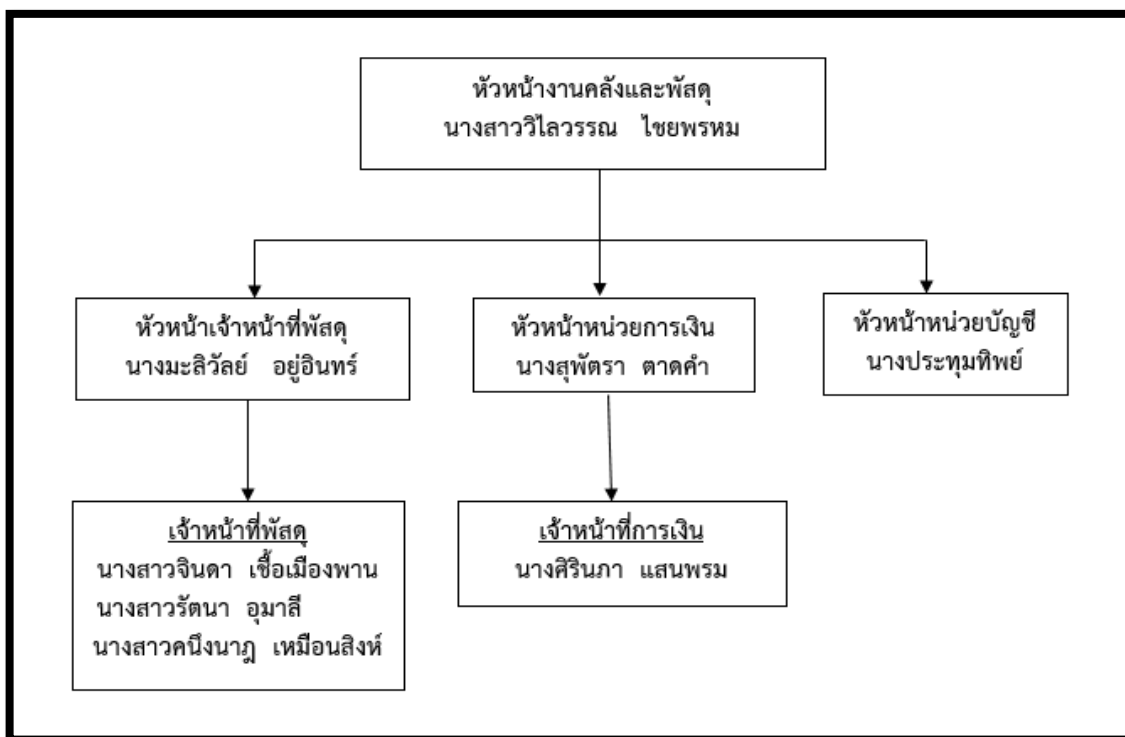 หัวหน้างานคลังและพัสดุ
นางสาววิไลวรรณ ไชยพรหม
หัวหน้าเจ้าหน้าที่พัสดุ
นางมะลิวัลย์ อยู่อินทร์
หัวหน้าหน่วยการเงิน
นางสุพัตรา ตาดคำ
หัวหน้าหน่วยบัญชี
นางประทุมทิพย์
เจ้าหน้าที่พัสดุ
นางสาวจินดา เชื้อเมืองพาน
นางสาวรัตนา อุมาลี
นางสาวคนึงนาฎ เหมือนสิงห์
เจ้าหน้าที่การเงิน
นางศิรินภา แสนพรม